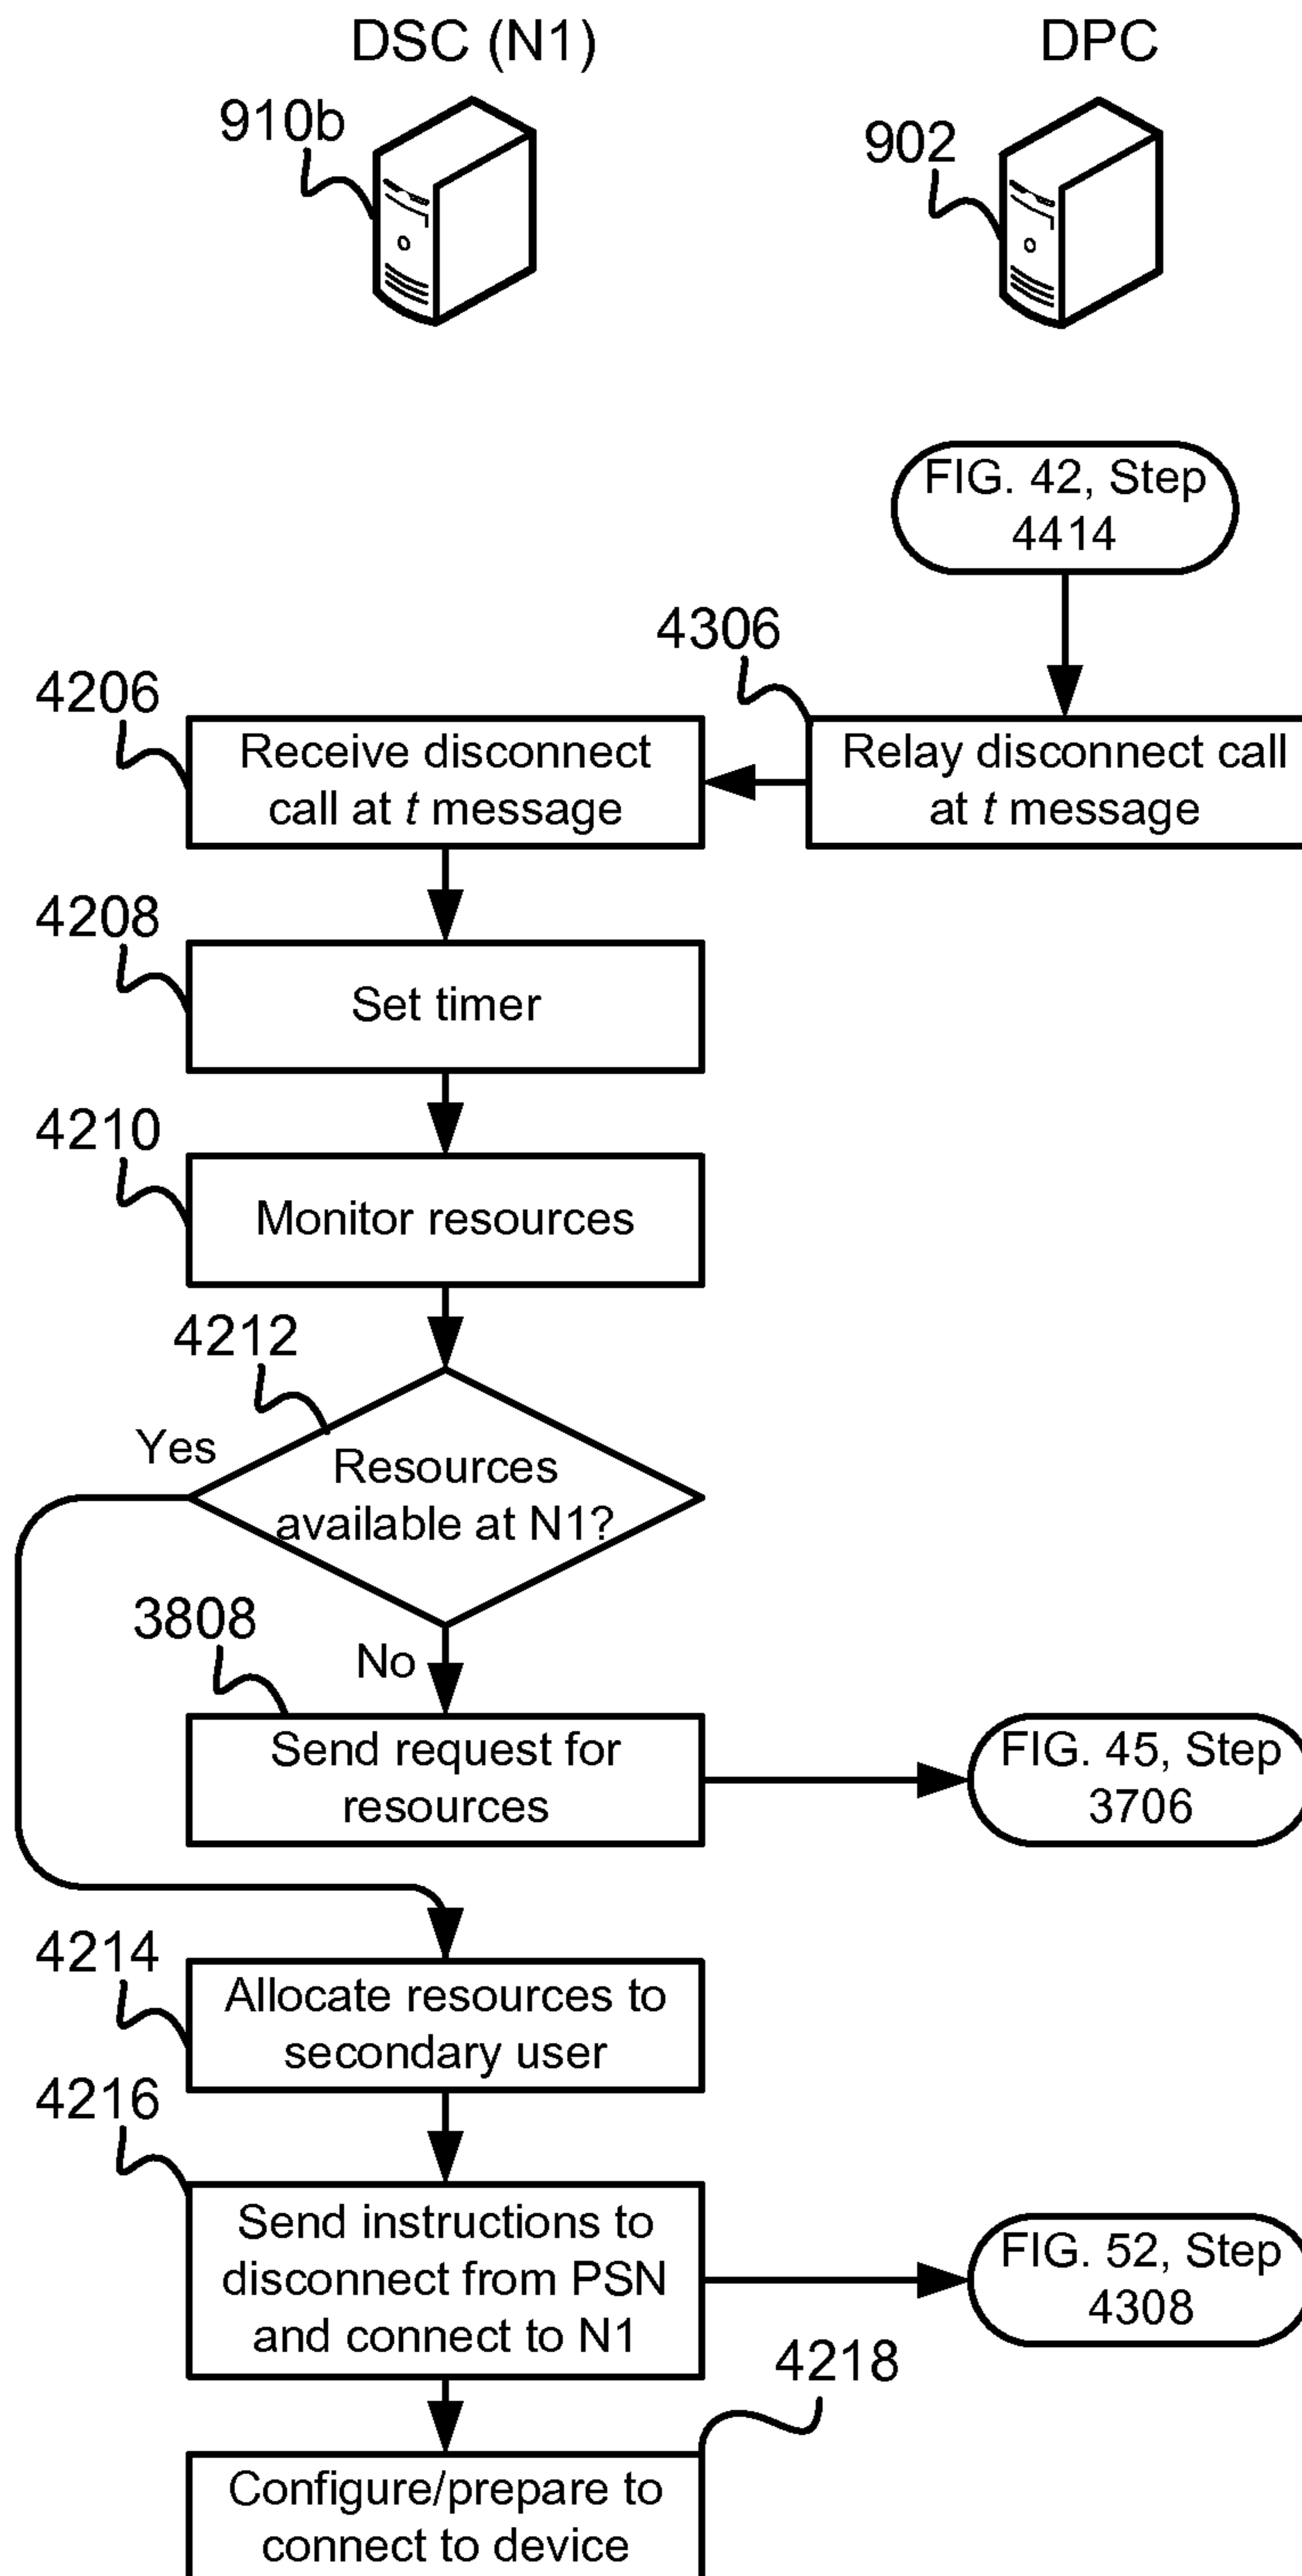 DSC (N1)
DPC
910b
902
FIG. 42, Step
4414
4306
4206
Receive disconnect
call at t message
Relay disconnect call
at t message
4208
Set timer
4210
Monitor resources
4212
Yes
Resources
available at N1?
3808
No
Send request for
resources
FIG. 45, Step
3706
4214
Allocate resources to
secondary user
4216
Send instructions to
disconnect from PSN
and connect to N1
FIG. 52, Step
4308
4218
Configure/prepare to
connect to device